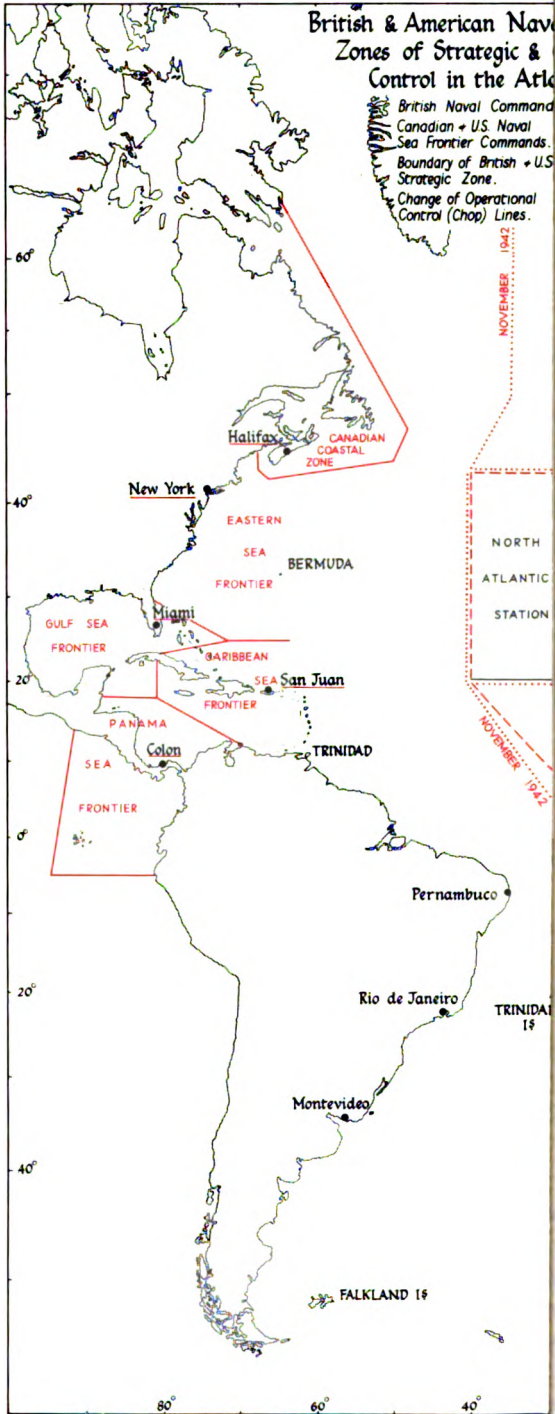 British & American Nav
Zones of Strategic &
Control in the Atl
British Naval Command
Canadian + U.S. Naval
Sea Frontier Commands.
Boundary of British + U.S
Strategic Zone.
Change of Operational
Control (Chop) Lines.
60°
NOVEMBER 1942
Halifax
CANADIAN
COASTAL
ZONE
New York
40°
EASTERN
SEA
FRONTIER
BERMUDA
NORTH
ATLANTIC
STATION
Miami
GULF SEA
FRONTIER
CARIBBEAN
SEA
FRONTIER
San Juan
20°
PANAMA
SEA
FRONTIER
Colon
TRINIDAD
NOVEMBER 1942
0°
Pernambuco
20°
Rio de Janeiro
TRINIDAD
I$
Montevideo
40°
FALKLAND I$
80°
60°
40°